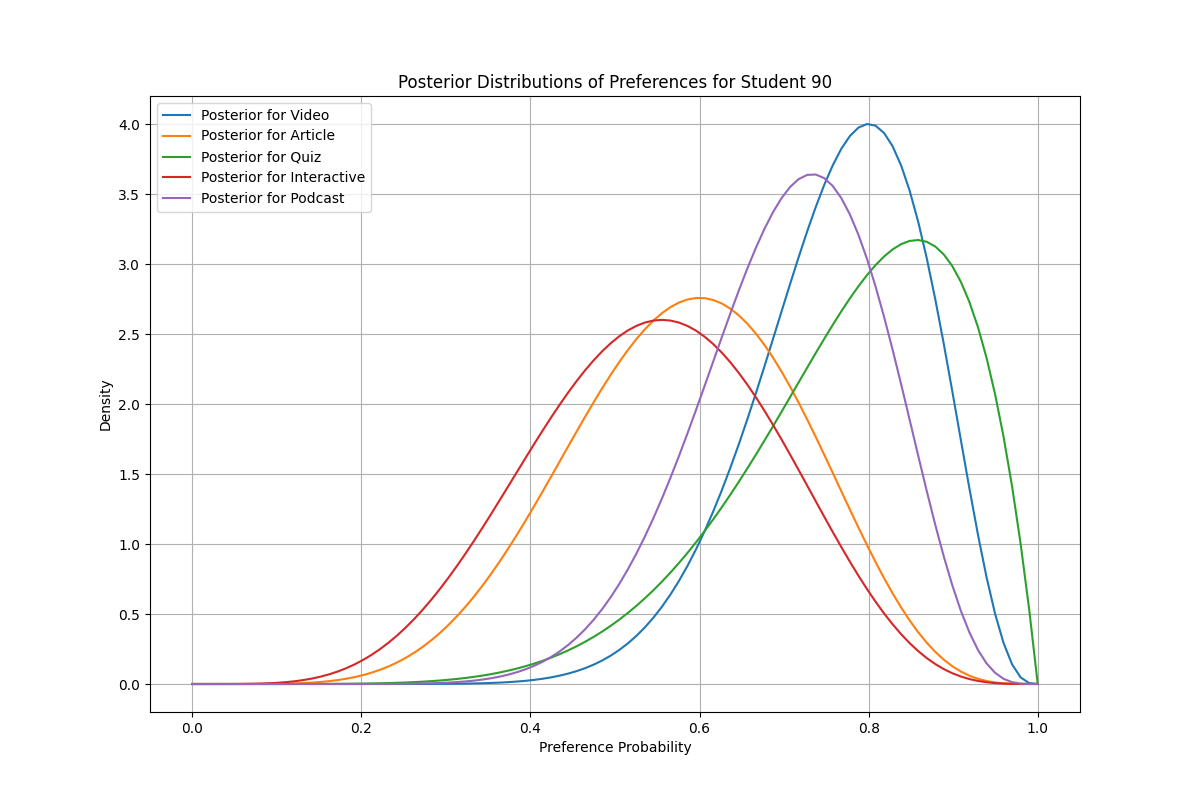 Posterior Distributions of Preferences for Student 90
Posterior for Video
Posterior for Article
Posterior for Quiz
Posterior for Interactive
Posterior for Podcast
Density
4.0
3.5
3.0
2.5
2.0
1.5
1.0
0.5
0.0
0.0 0.2 0.4 0.6 0.8 1.0
Preference Probability